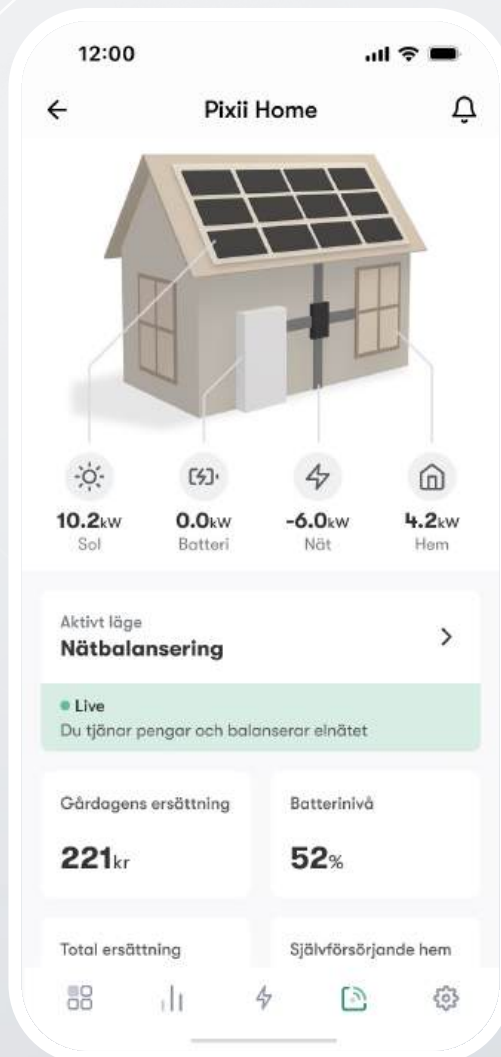 12:00
Pixii Home
10.2kW 0.0kW -6.0kW 4.2kW
Sol Batteri Nät Hem
Aktivt läge
Nätbalansering
Live
Du tjänar pengar och balanserar elnätet
Gårdagens ersättning Batterinivå
221kr 52%
Total ersättning Självförsörjande hem